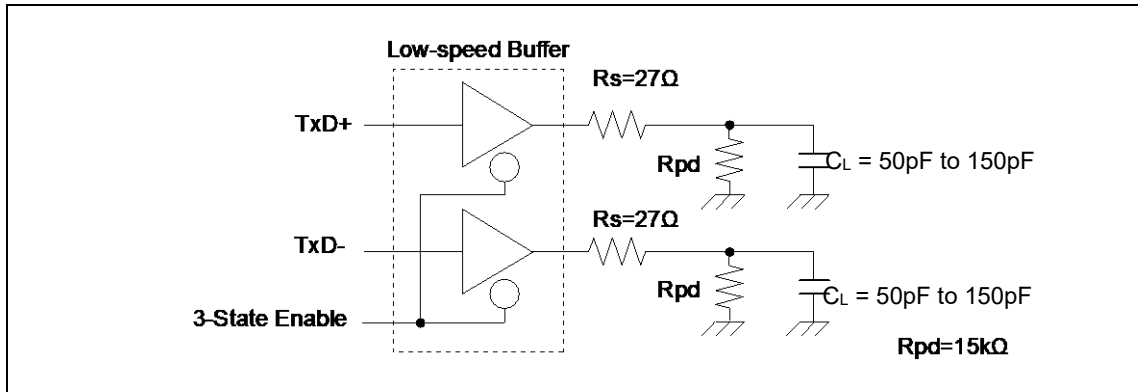 Low-speed Buffer
Rs=27Ω
TxD+
Rpd
CL = 50pF to 150pF
Rs=27Ω
TxD-
Rpd
CL = 50pF to 150pF
3-State Enable
Rpd=15kΩ